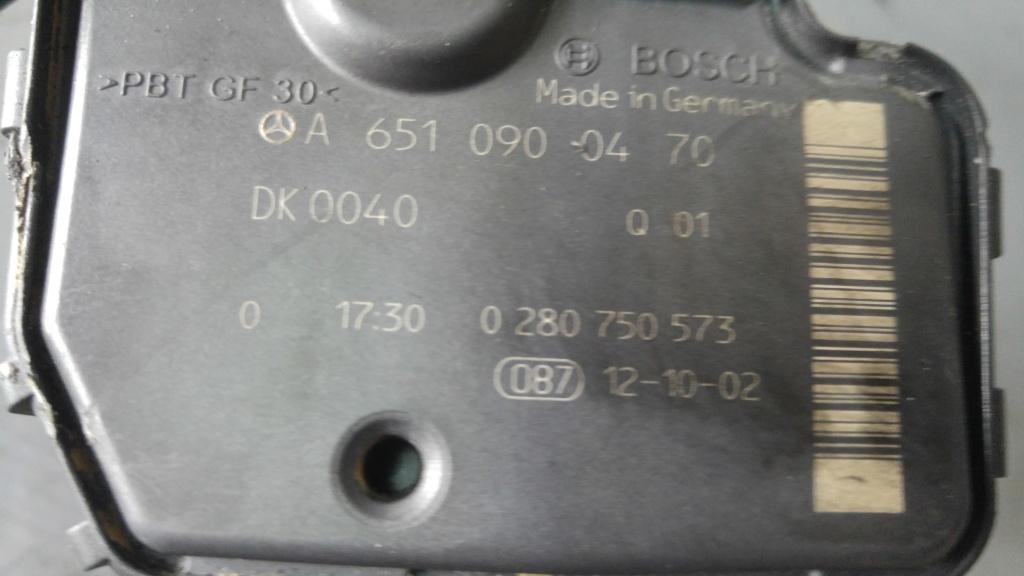 BOSCH
>PBT GF 30<
Made in Germany
A 651 090 04 70
DK 0040 Q 01
0 17:30 0 280 750 573
087 12-10-02